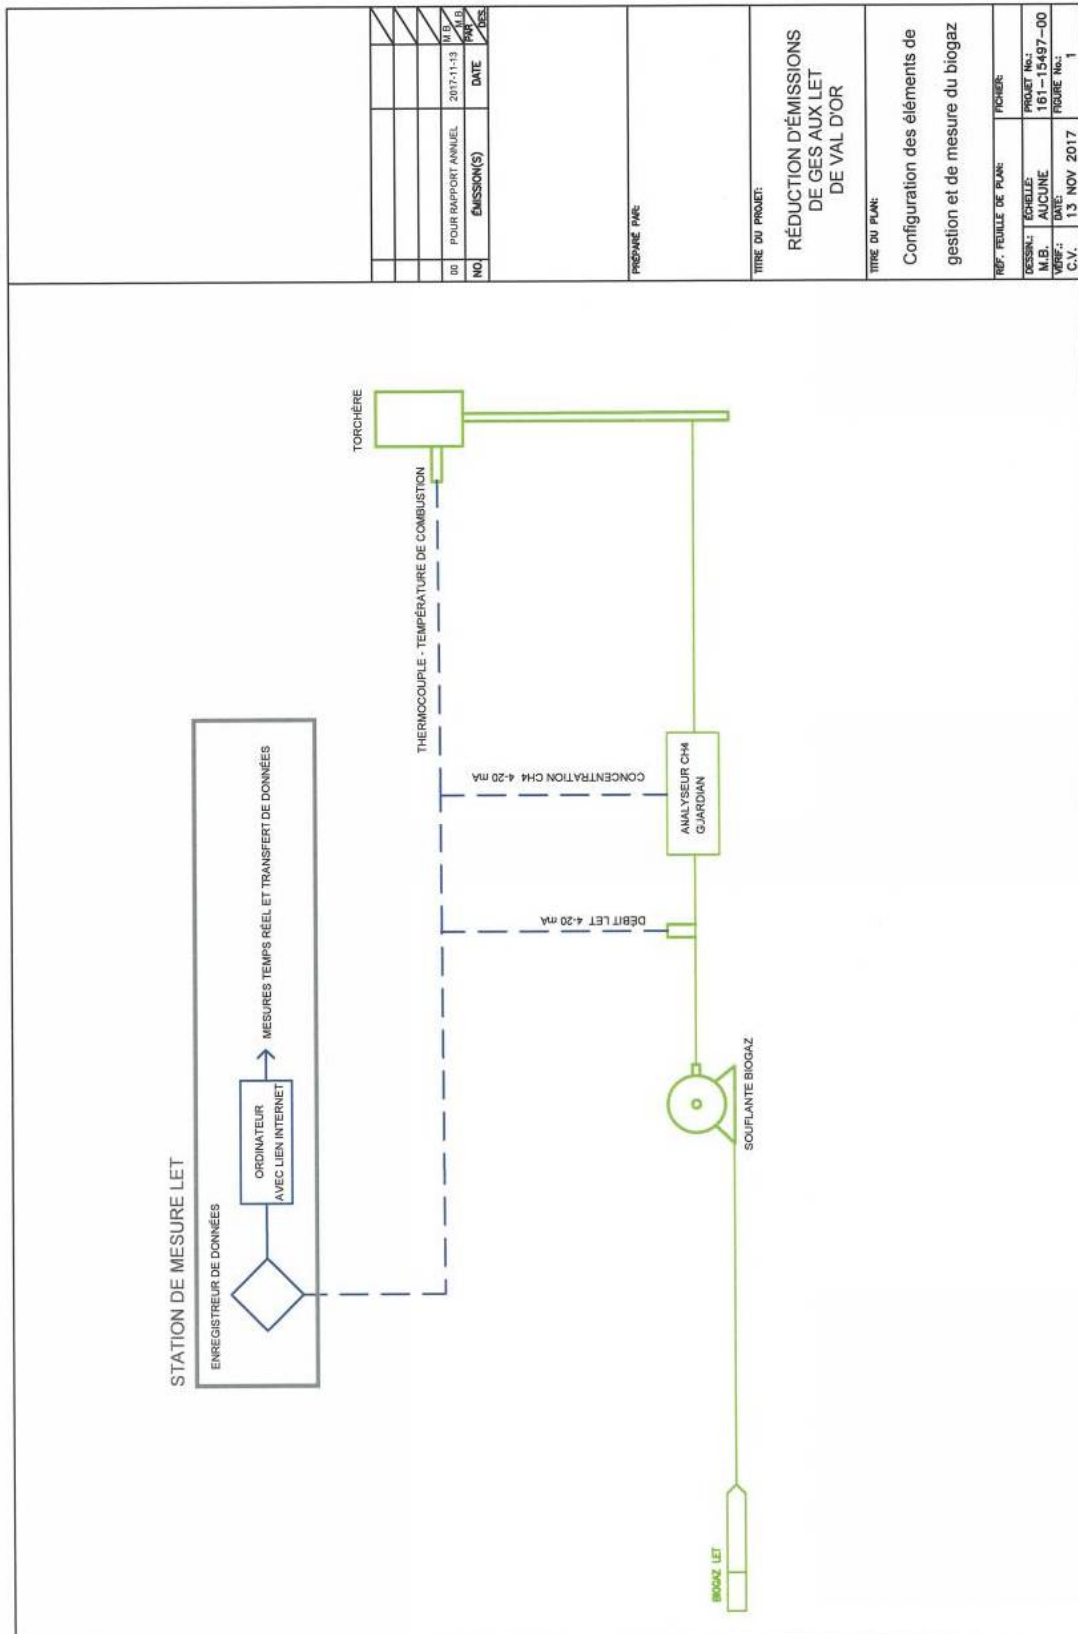 STATION DE MESURE LET
ENREGISTREUR DE DONNÉES
ORDINATEUR
AVEC LIEN INTERNET
MESURES TEMPS RÉEL ET TRANSFERT DE DONNÉES
TORCHÈRE
THERMOCOUPLE - TEMPÉRATURE DE COMBUSTION
DÉBIT LET 4-20 mA
CONCENTRATION CH4 4-20 mA
ANALYSEUR CH4
GJARDIAN
SOUFLANTE BIOGAZ
BIOGAZ LET
00 POUR RAPPORT ANNUEL 2017-11-13 M.B. M.B.
NO. ÉMISSION(S) DATE PAR DES.
PRÉPARÉ PAR:
TITRE DU PROJET:
RÉDUCTION D'ÉMISSIONS
DE GES AUX LET
DE VAL D'OR
TITRE DU PLAN:
Configuration des éléments de
gestion et de mesure du biogaz
RÉF. FEUILLE DE PLAN: FICHIER:
DESSIN.: ÉCHELLE: PROJET No.:
M.B. AUCUNE 161-15497-00
VÉRIF.: DATE: FIGURE No.:
C.V. 13 NOV 2017 1